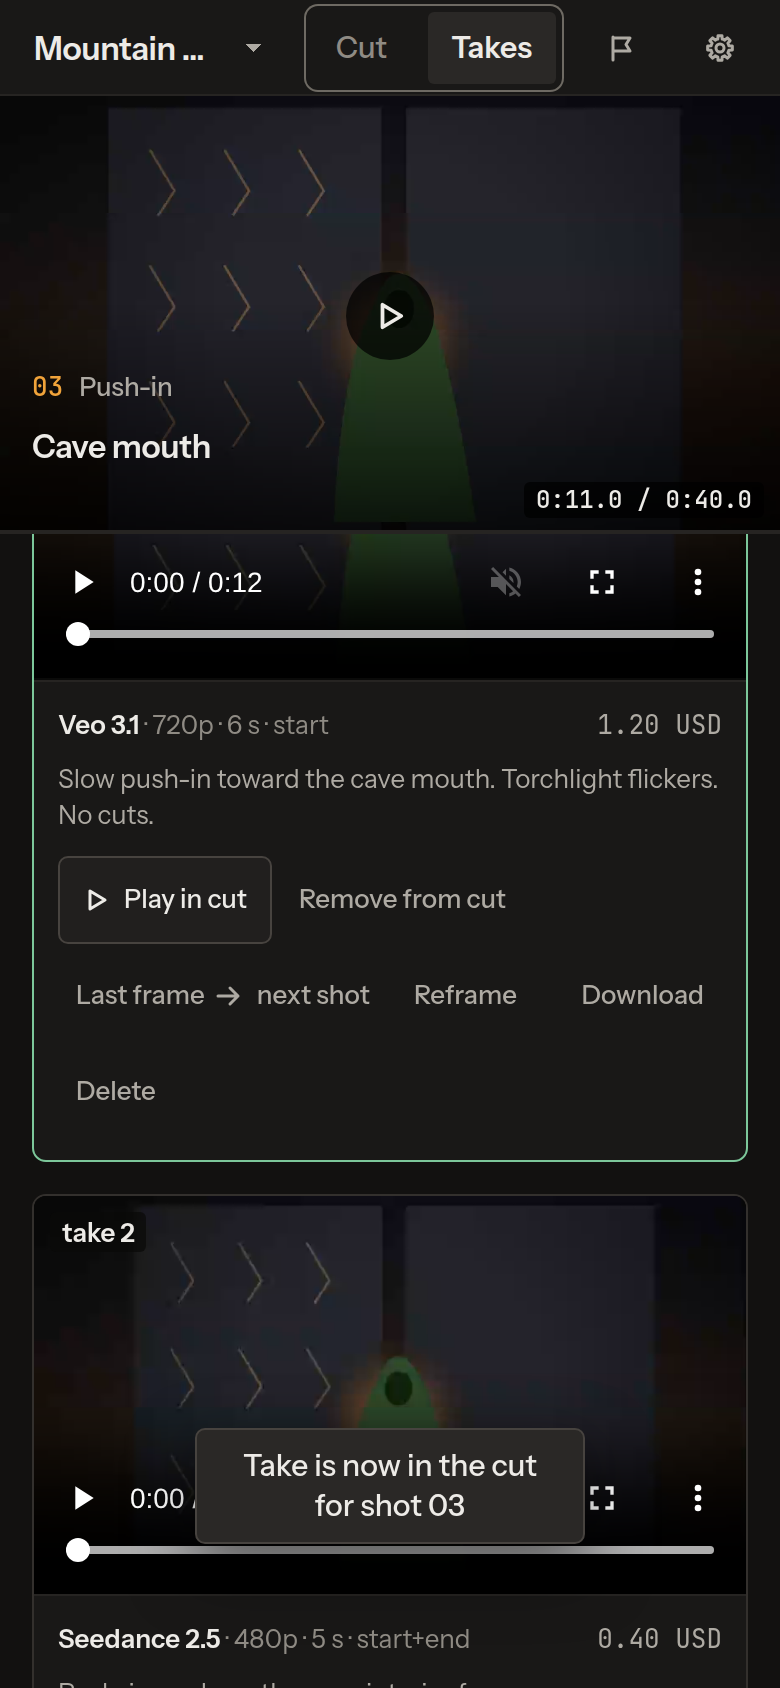 Mountain ...
Cut
Takes
03 Push-in
Cave mouth
0:11.0 / 0:40.0
0:00 / 0:12
Veo 3.1 · 720p · 6 s · start
1.20 USD
Slow push-in toward the cave mouth. Torchlight flickers.
No cuts.
Play in cut
Remove from cut
Last frame → next shot
Reframe
Download
Delete
take 2
0:00 /
Take is now in the cut
for shot 03
Seedance 2.5 · 480p · 5 s · start+end
0.40 USD